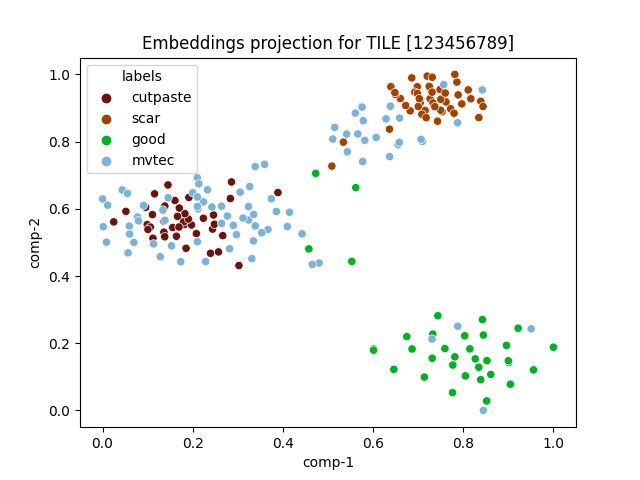 Embeddings projection for TILE [123456789]
labels
cutpaste
scar
good
mvtec
comp-2
1.0
0.8
0.6
0.4
0.2
0.0
0.0 0.2 0.4 0.6 0.8 1.0
comp-1